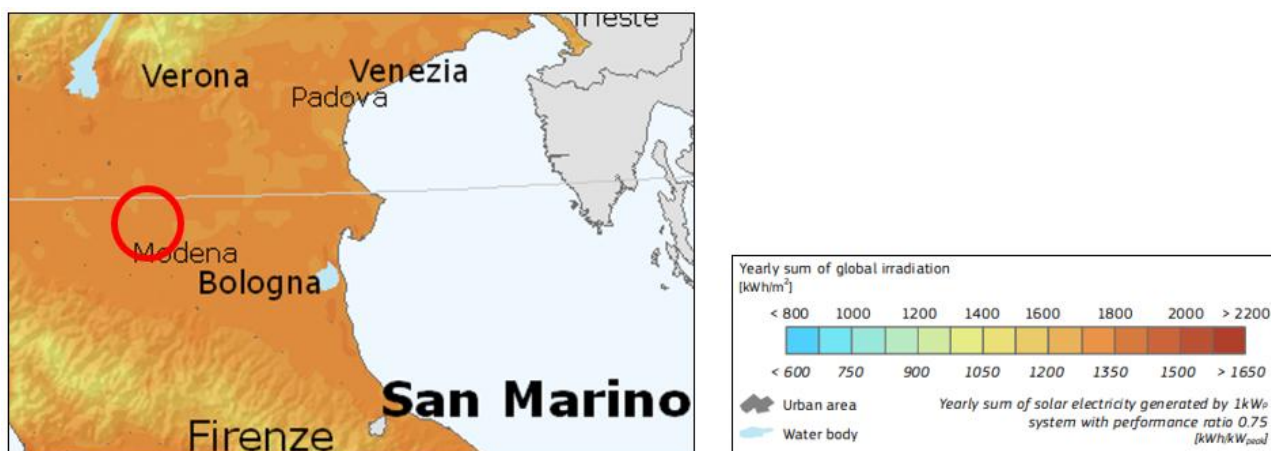 Trieste
Verona
Venezia
Padova
Modena
Bologna
San Marino
Firenze
Yearly sum of global irradiation
[kWh/m²]
< 800 1000 1200 1400 1600 1800 2000 > 2200
< 600 750 900 1050 1200 1350 1500 > 1650
Urban area
Water body
Yearly sum of solar electricity generated by 1kWp
system with performance ratio 0.75
[kWh/kWpeak]